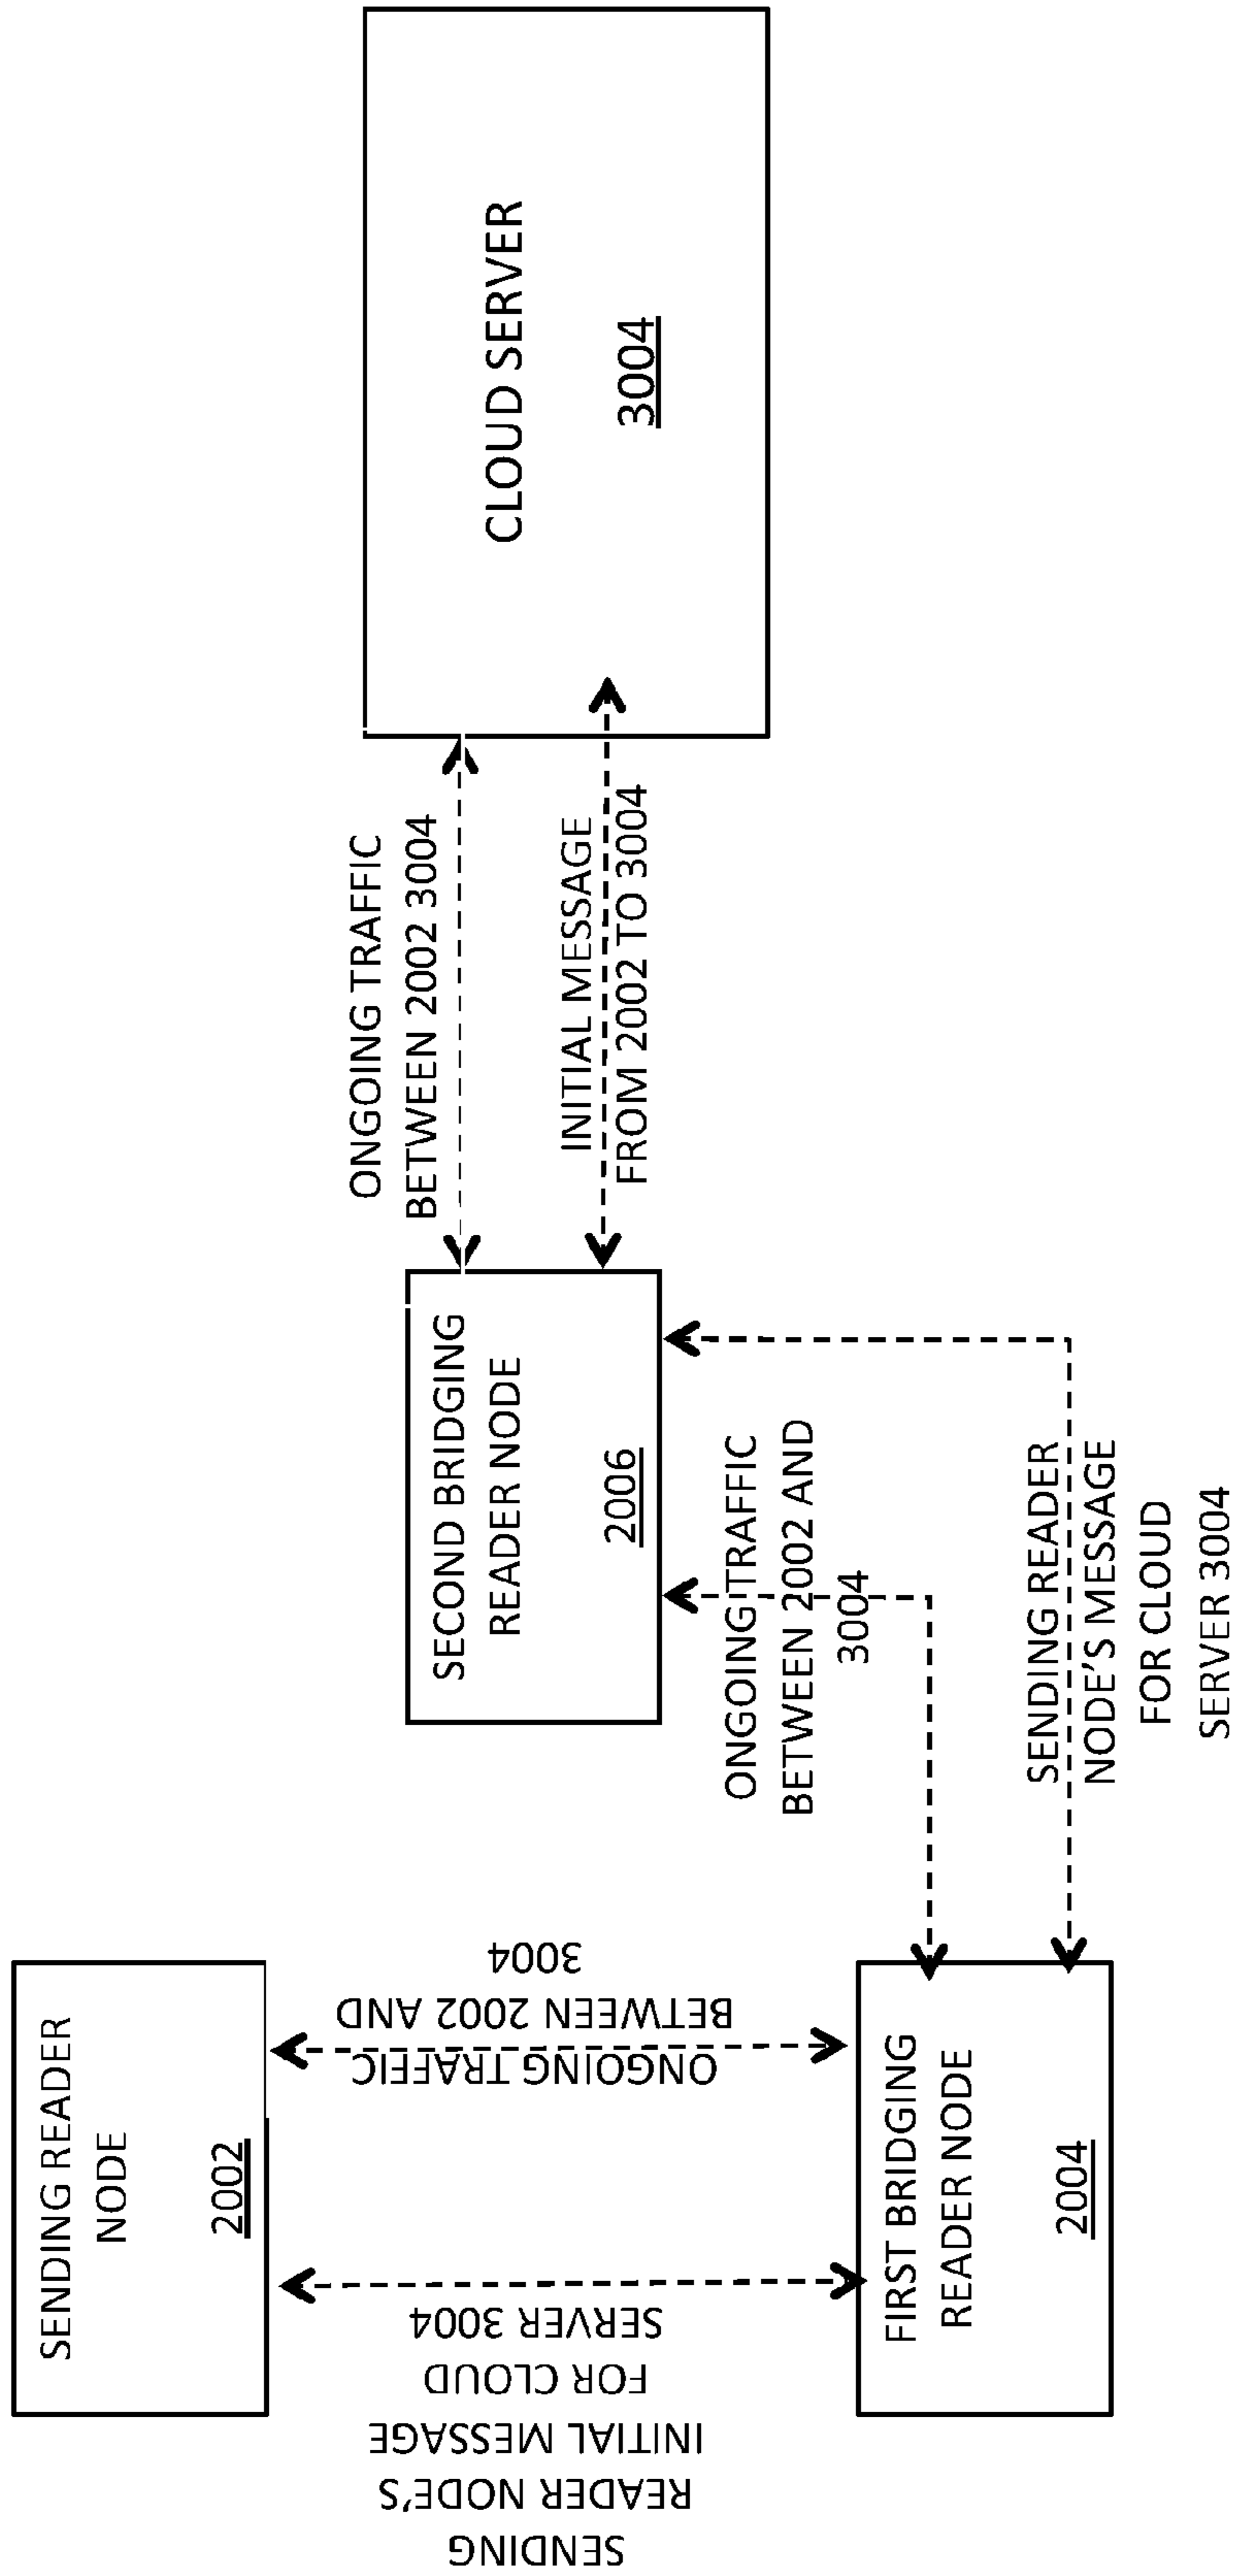 SENDING READER
NODE
2002
SENDING
READER NODE'S
INITIAL MESSAGE
FOR CLOUD
SERVER 3004
ONGOING TRAFFIC
BETWEEN 2002 AND
3004
FIRST BRIDGING
READER NODE
2004
SECOND BRIDGING
READER NODE
2006
ONGOING TRAFFIC
BETWEEN 2002 AND
3004
SENDING READER
NODE'S MESSAGE
FOR CLOUD
SERVER 3004
ONGOING TRAFFIC
BETWEEN 2002 3004
INITIAL MESSAGE
FROM 2002 TO 3004
CLOUD SERVER
3004